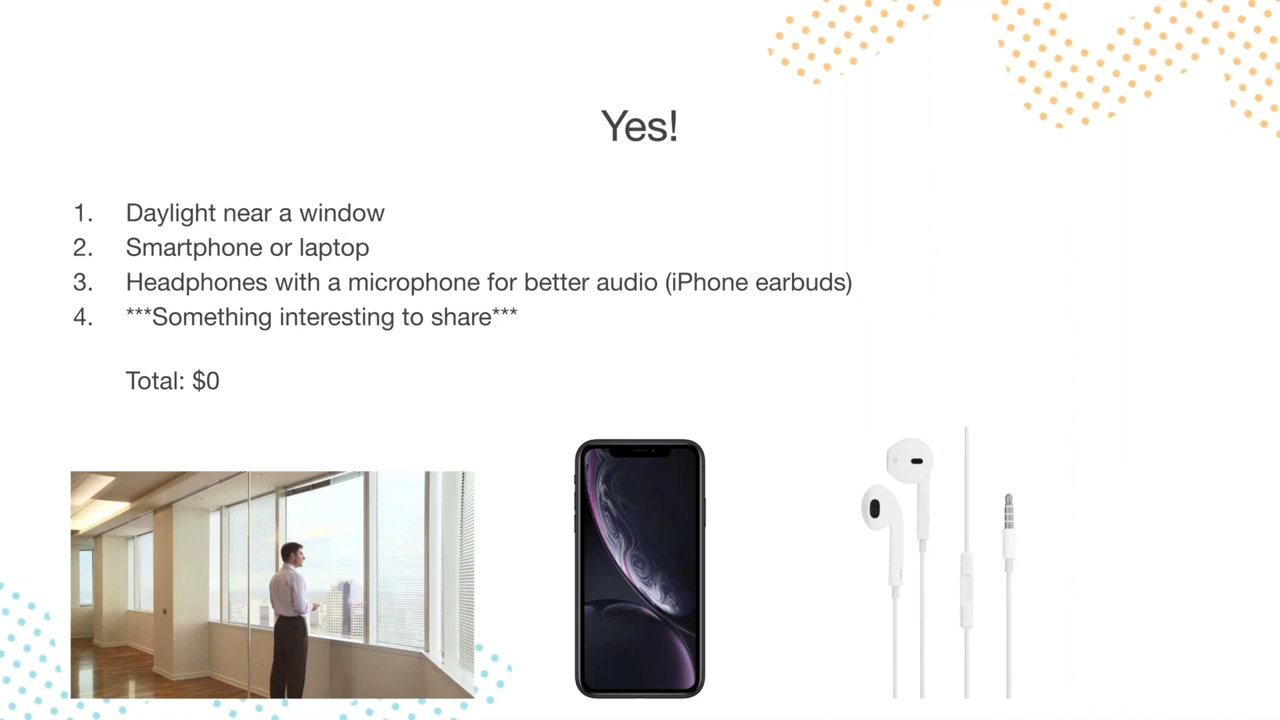 Yes!
1. Daylight near a window
2. Smartphone or laptop
3. Headphones with a microphone for better audio (iPhone earbuds)
4. ***Something interesting to share***
Total: $0